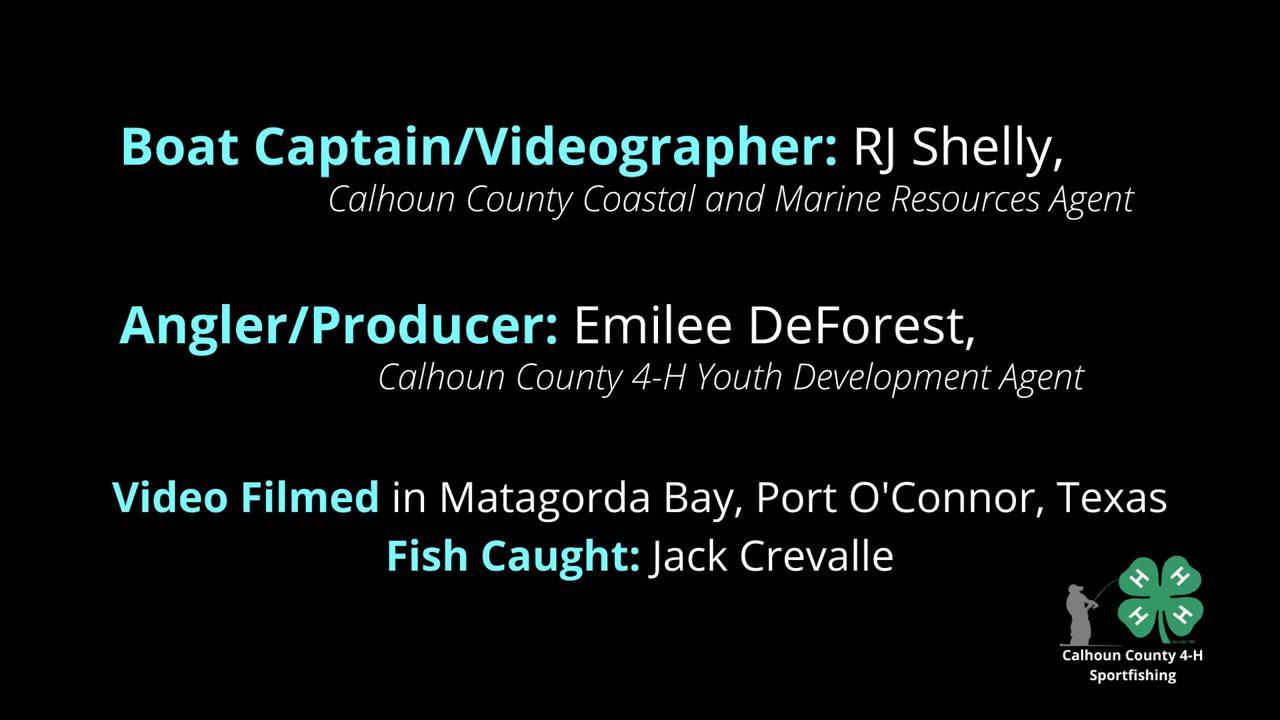 Boat Captain/Videographer: RJ Shelly,
Calhoun County Coastal and Marine Resources Agent
Angler/Producer: Emilee DeForest,
Calhoun County 4-H Youth Development Agent
Video Filmed in Matagorda Bay, Port O'Connor, Texas
Fish Caught: Jack Crevalle
H H
H H
Calhoun County 4-H
Sportfishing